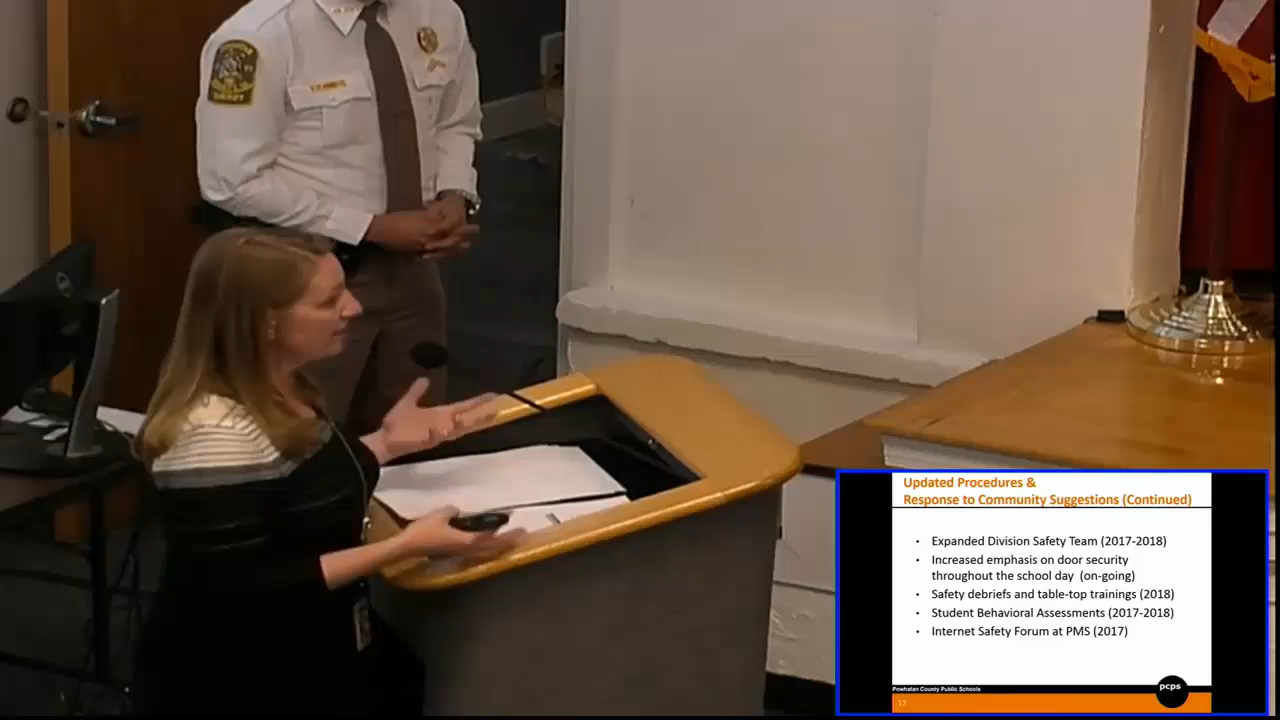 SHERIFF
Updated Procedures &
Response to Community Suggestions (Continued)
• Expanded Division Safety Team (2017-2018)
• Increased emphasis on door security
throughout the school day (on-going)
• Safety debriefs and table-top trainings (2018)
• Student Behavioral Assessments (2017-2018)
• Internet Safety Forum at PMS (2017)
Powhatan County Public Schools
pcps
17